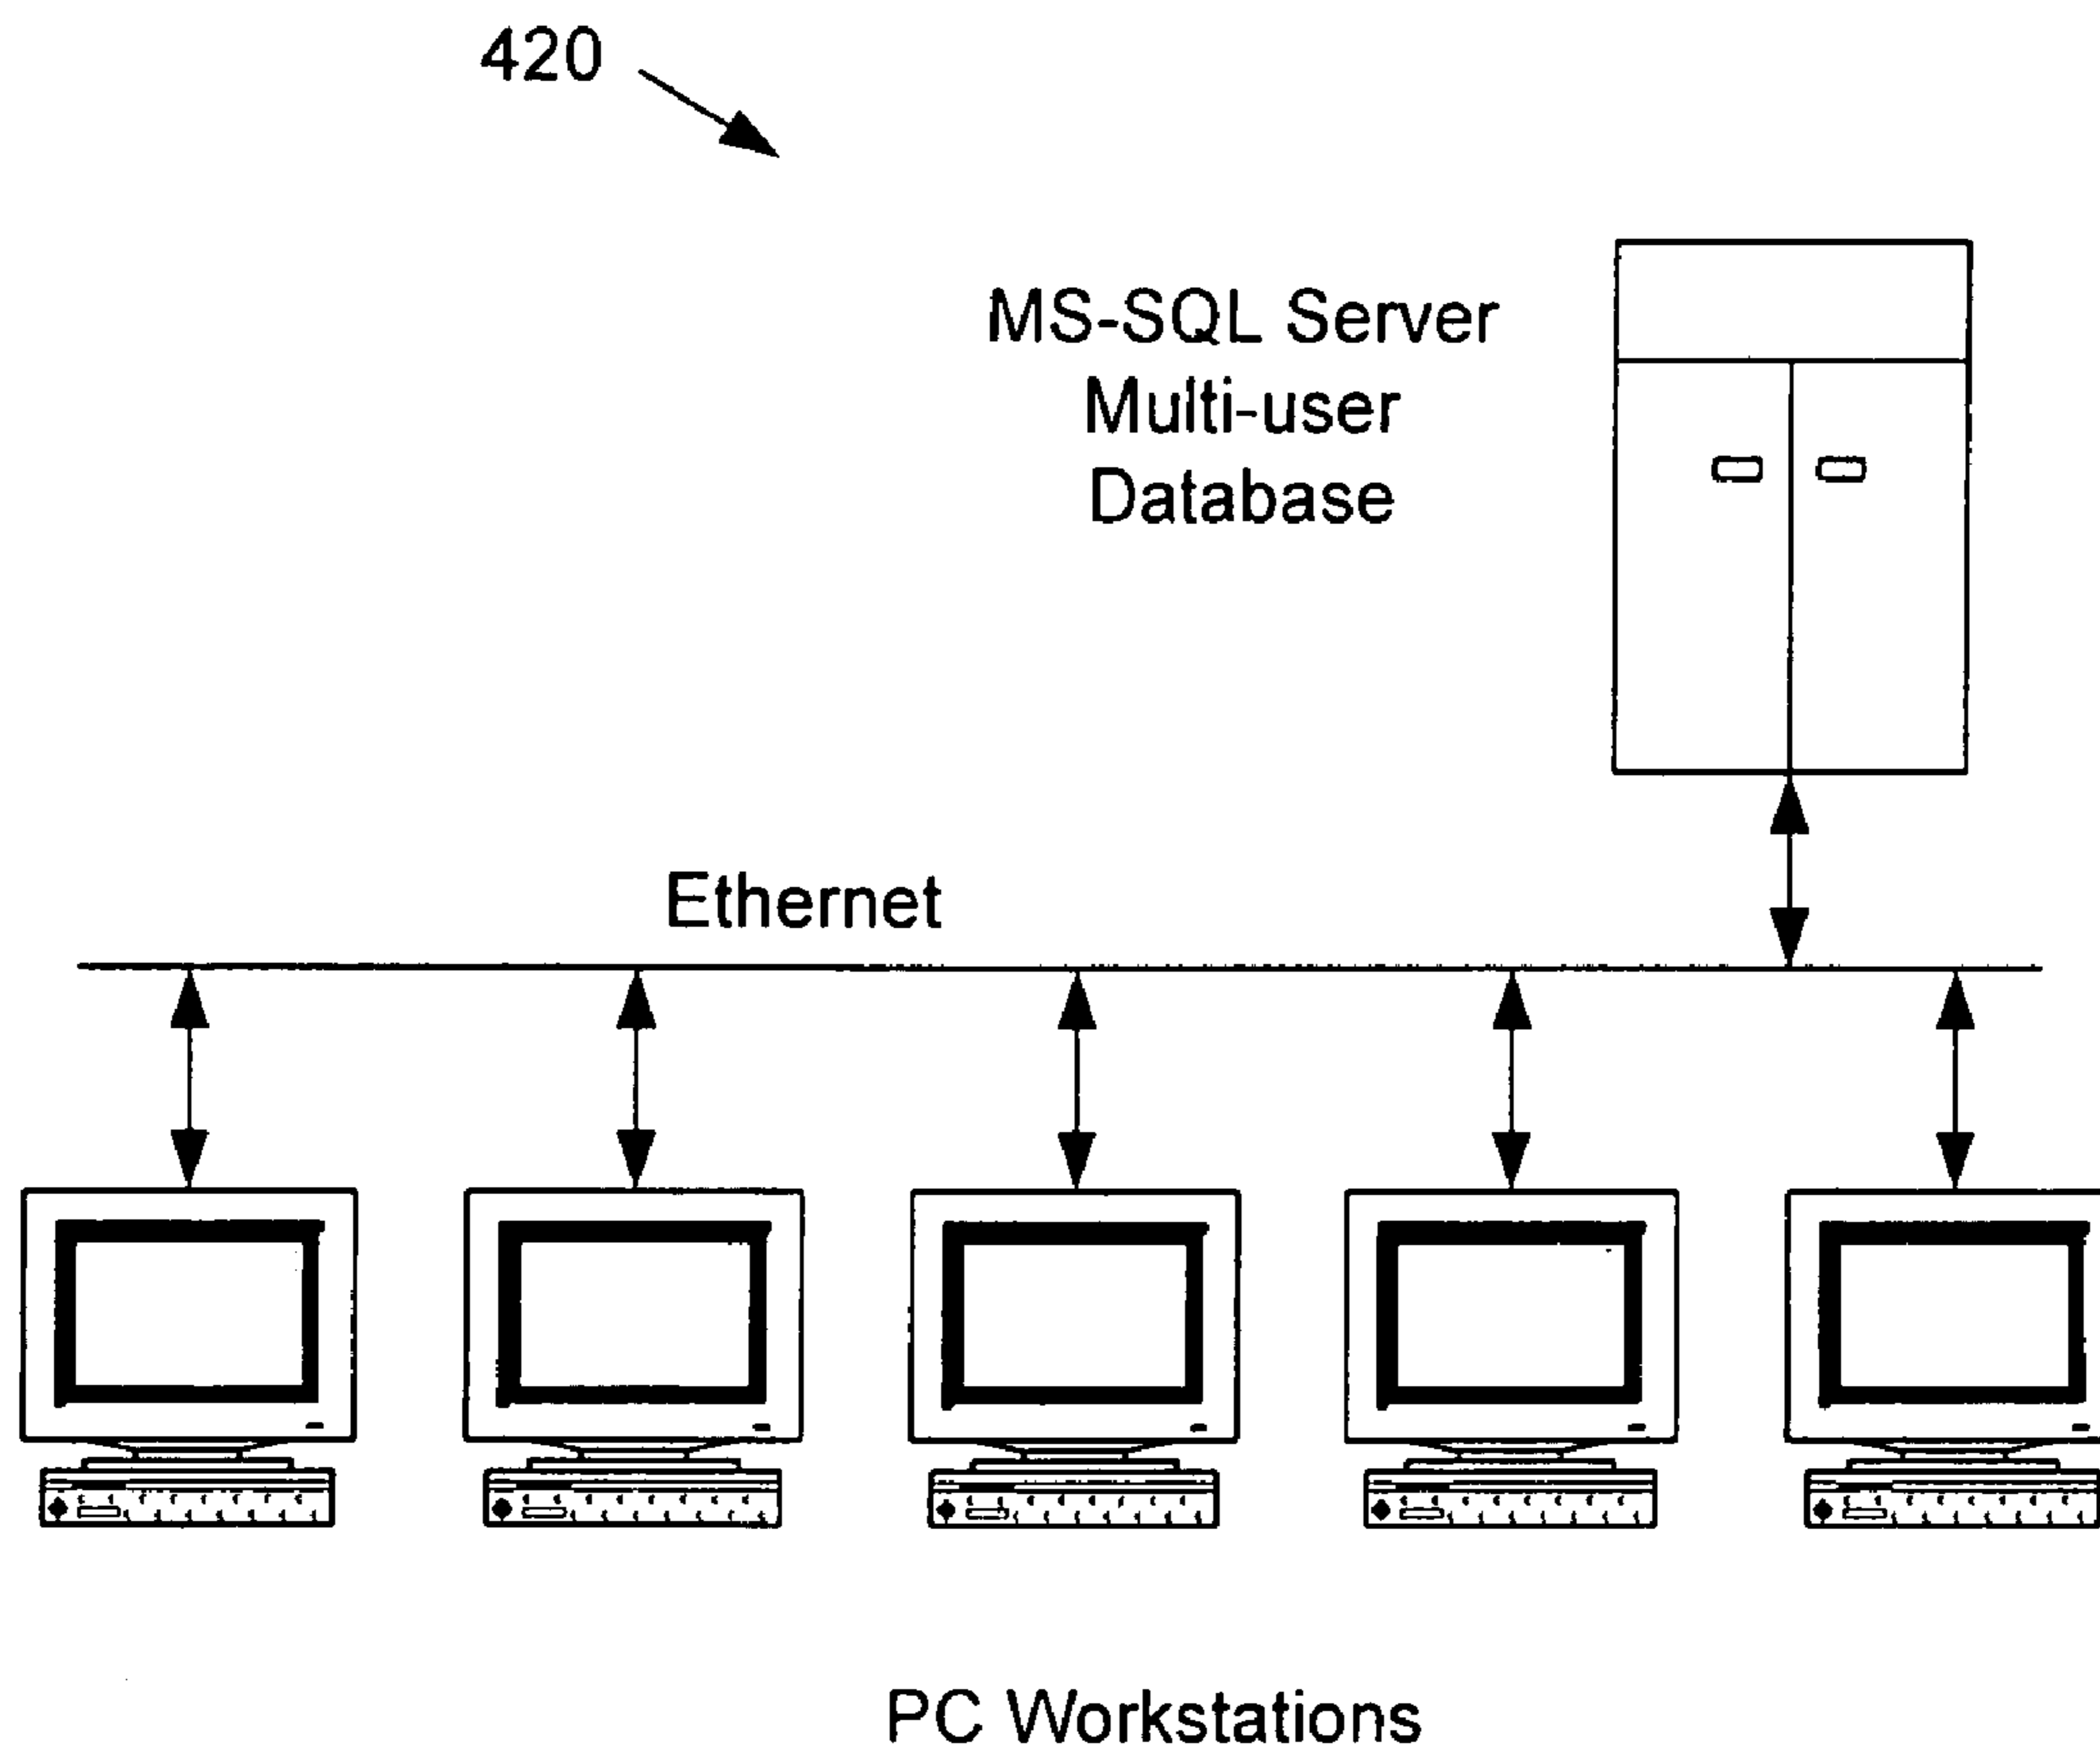 420
MS-SQL Server
Multi-user
Database
Ethernet
PC Workstations